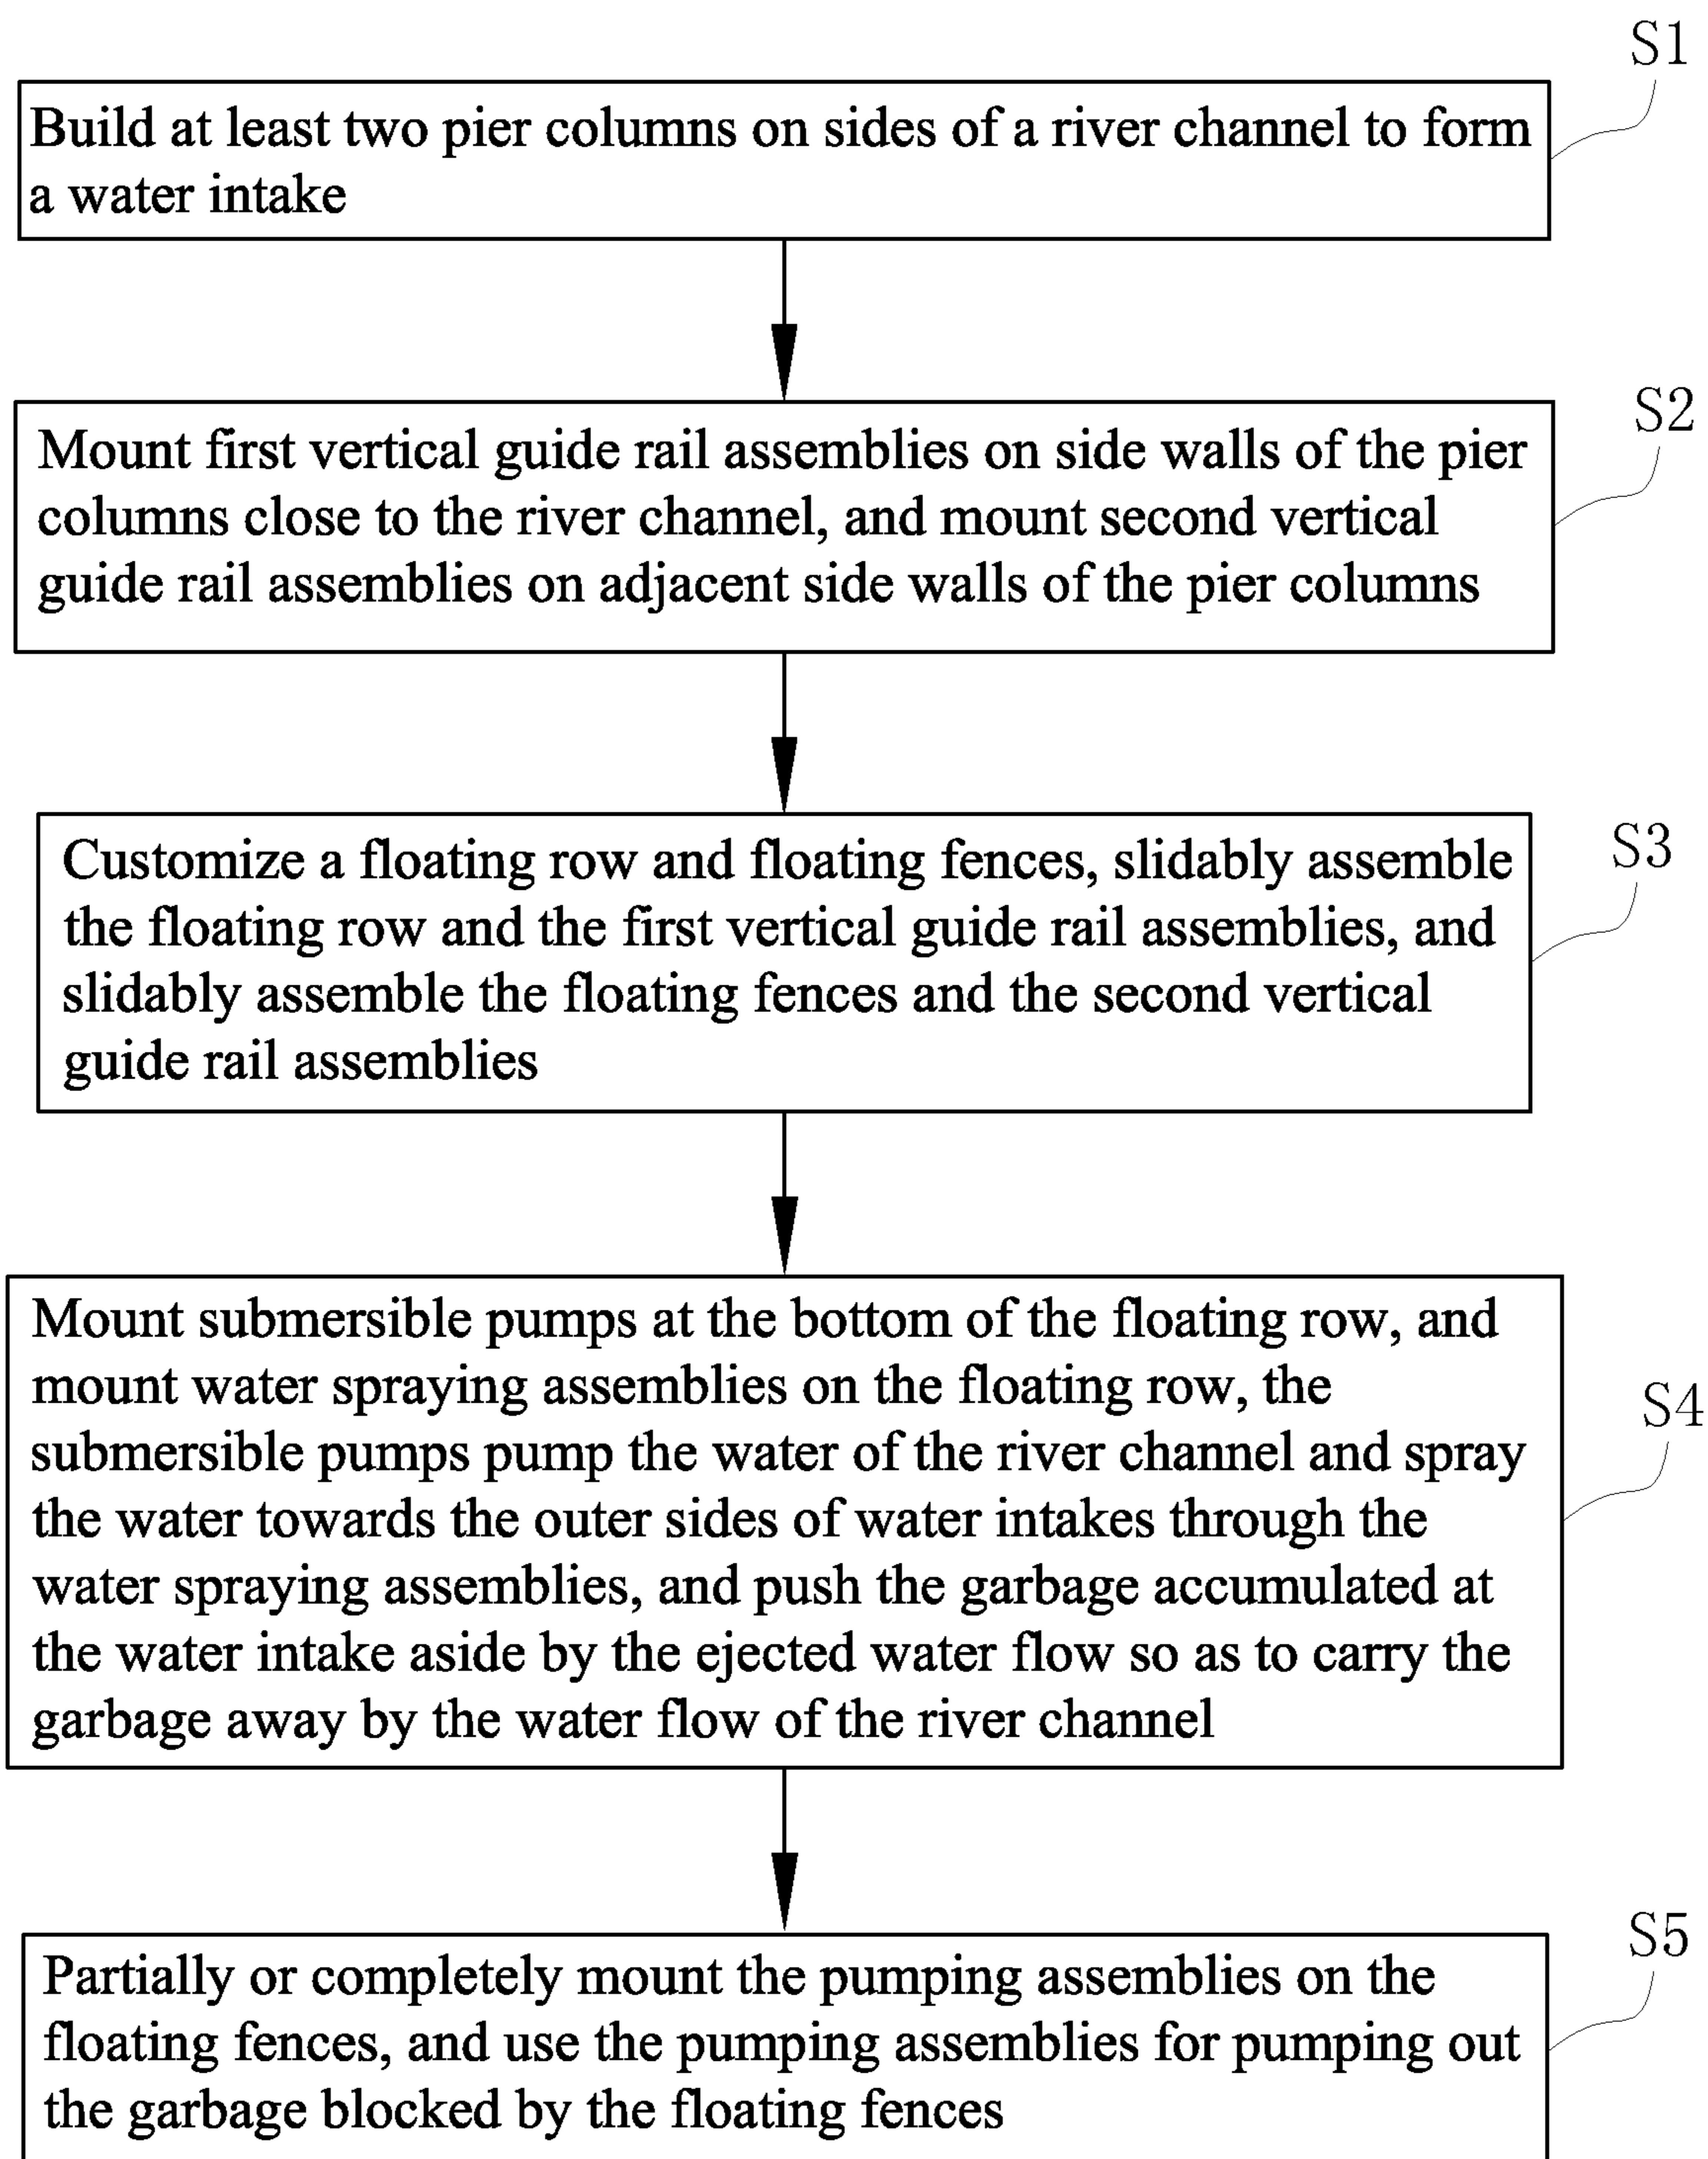 S1
Build at least two pier columns on sides of a river channel to form
a water intake
S2
Mount first vertical guide rail assemblies on side walls of the pier
columns close to the river channel, and mount second vertical
guide rail assemblies on adjacent side walls of the pier columns
S3
Customize a floating row and floating fences, slidably assemble
the floating row and the first vertical guide rail assemblies, and
slidably assemble the floating fences and the second vertical
guide rail assemblies
S4
Mount submersible pumps at the bottom of the floating row, and
mount water spraying assemblies on the floating row, the
submersible pumps pump the water of the river channel and spray
the water towards the outer sides of water intakes through the
water spraying assemblies, and push the garbage accumulated at
the water intake aside by the ejected water flow so as to carry the
garbage away by the water flow of the river channel
S5
Partially or completely mount the pumping assemblies on the
floating fences, and use the pumping assemblies for pumping out
the garbage blocked by the floating fences